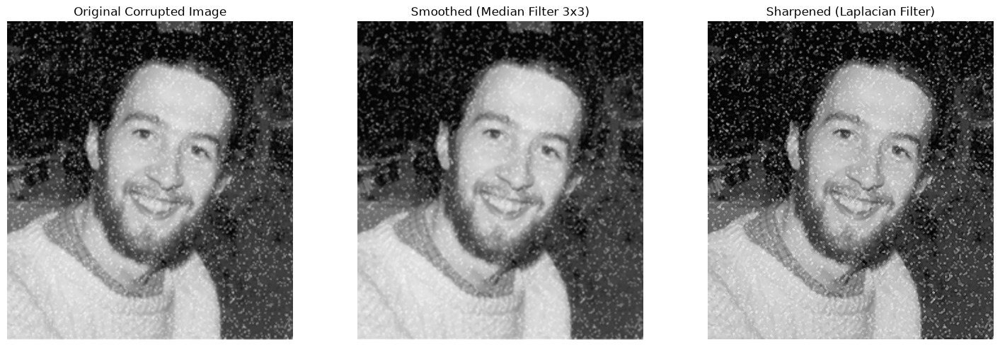 Original Corrupted Image
Smoothed (Median Filter 3x3)
Sharpened (Laplacian Filter)